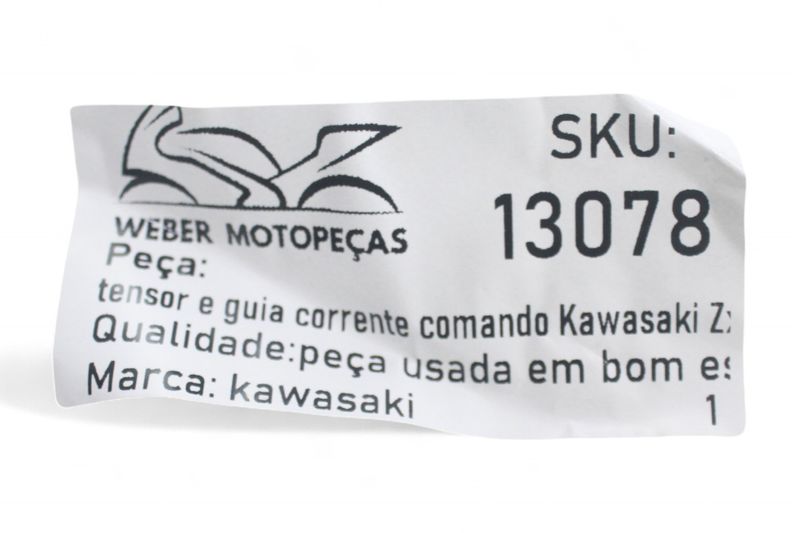 WEBER MOTOPEÇAS
SKU:
13078
Peça:
tensor e guia corrente comando Kawasaki
Qualidade:peça usada em bom
Marca: kawasaki
1